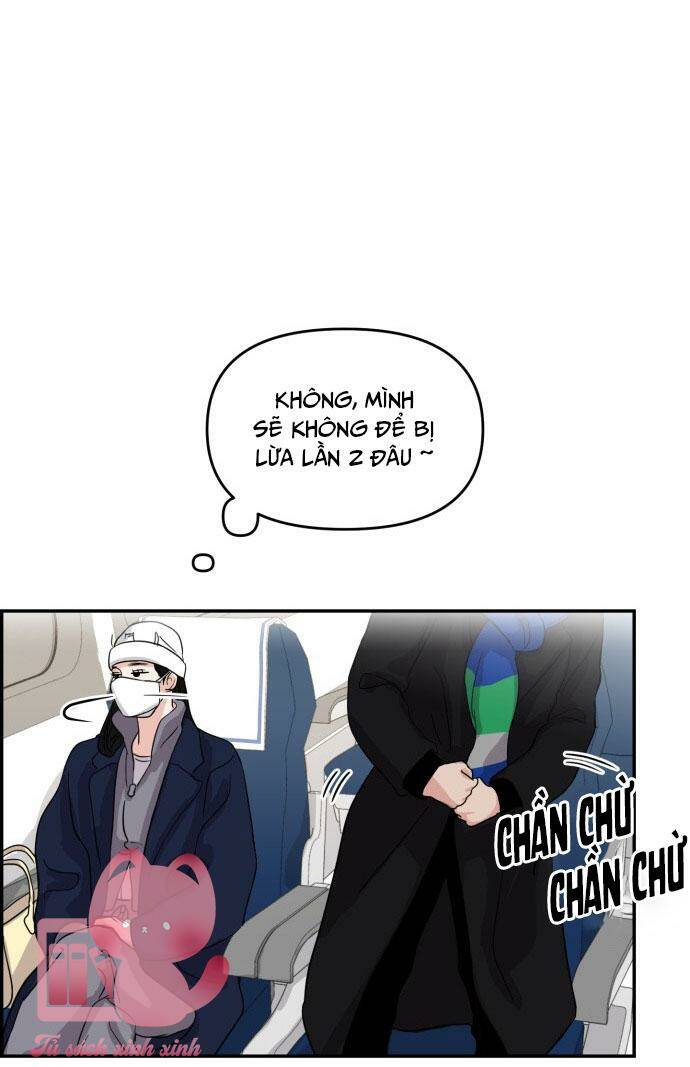 KHÔNG, MÌNH
SẼ KHÔNG ĐỂ BỊ
LỪA LẦN 2 ĐÂU ~
CHẦN CHỪ
CHẦN CHỪ
Tủ sách xinh xinh